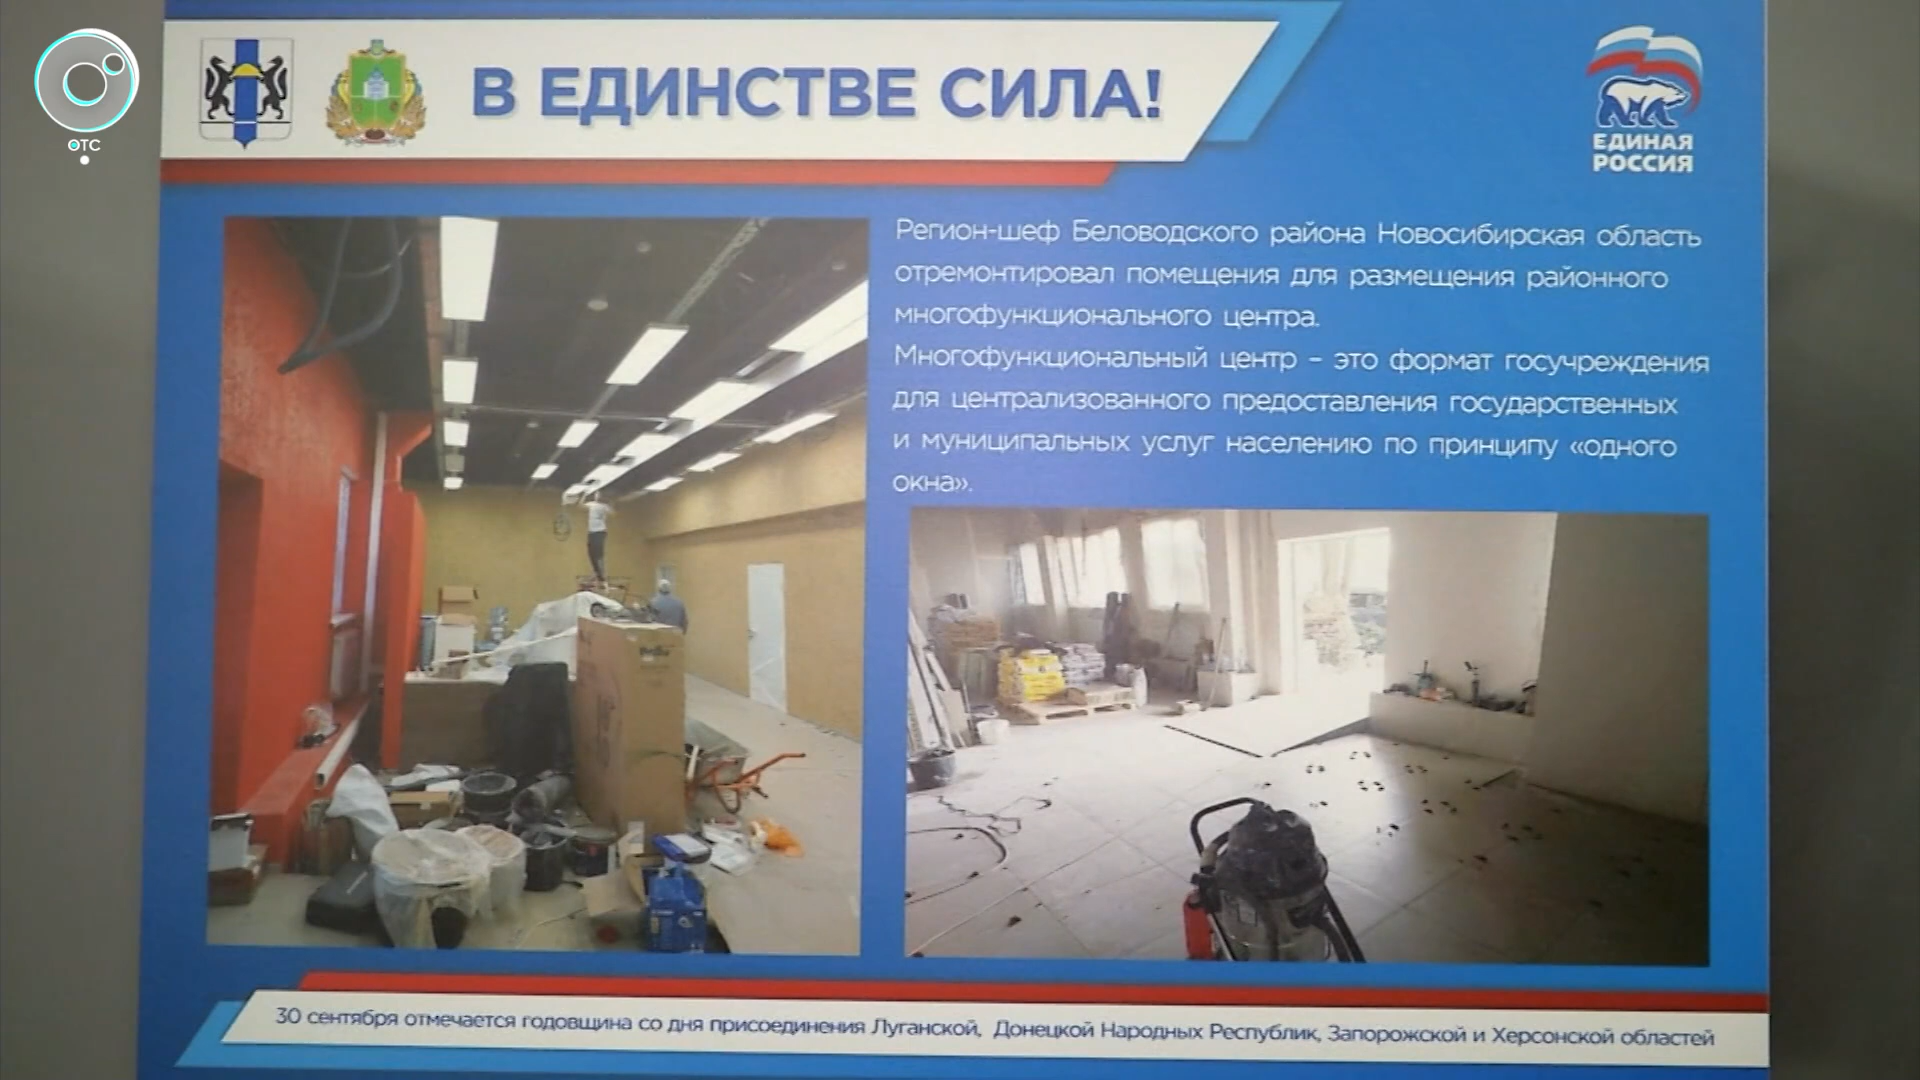 ОТС
В ЕДИНСТВЕ СИЛА!
ЕДИНАЯ
РОССИЯ
Регион-шеф Беловодского района Новосибирская область
отремонтировал помещения для размещения районного
многофункционального центра.
Многофункциональный центр – это формат госучреждения
для централизованного предоставления государственных
и муниципальных услуг населению по принципу «одного
окна».
30 сентября отмечается годовщина со дня присоединения Луганской, Донецкой Народных Республик, Запорожской и Херсонской областей